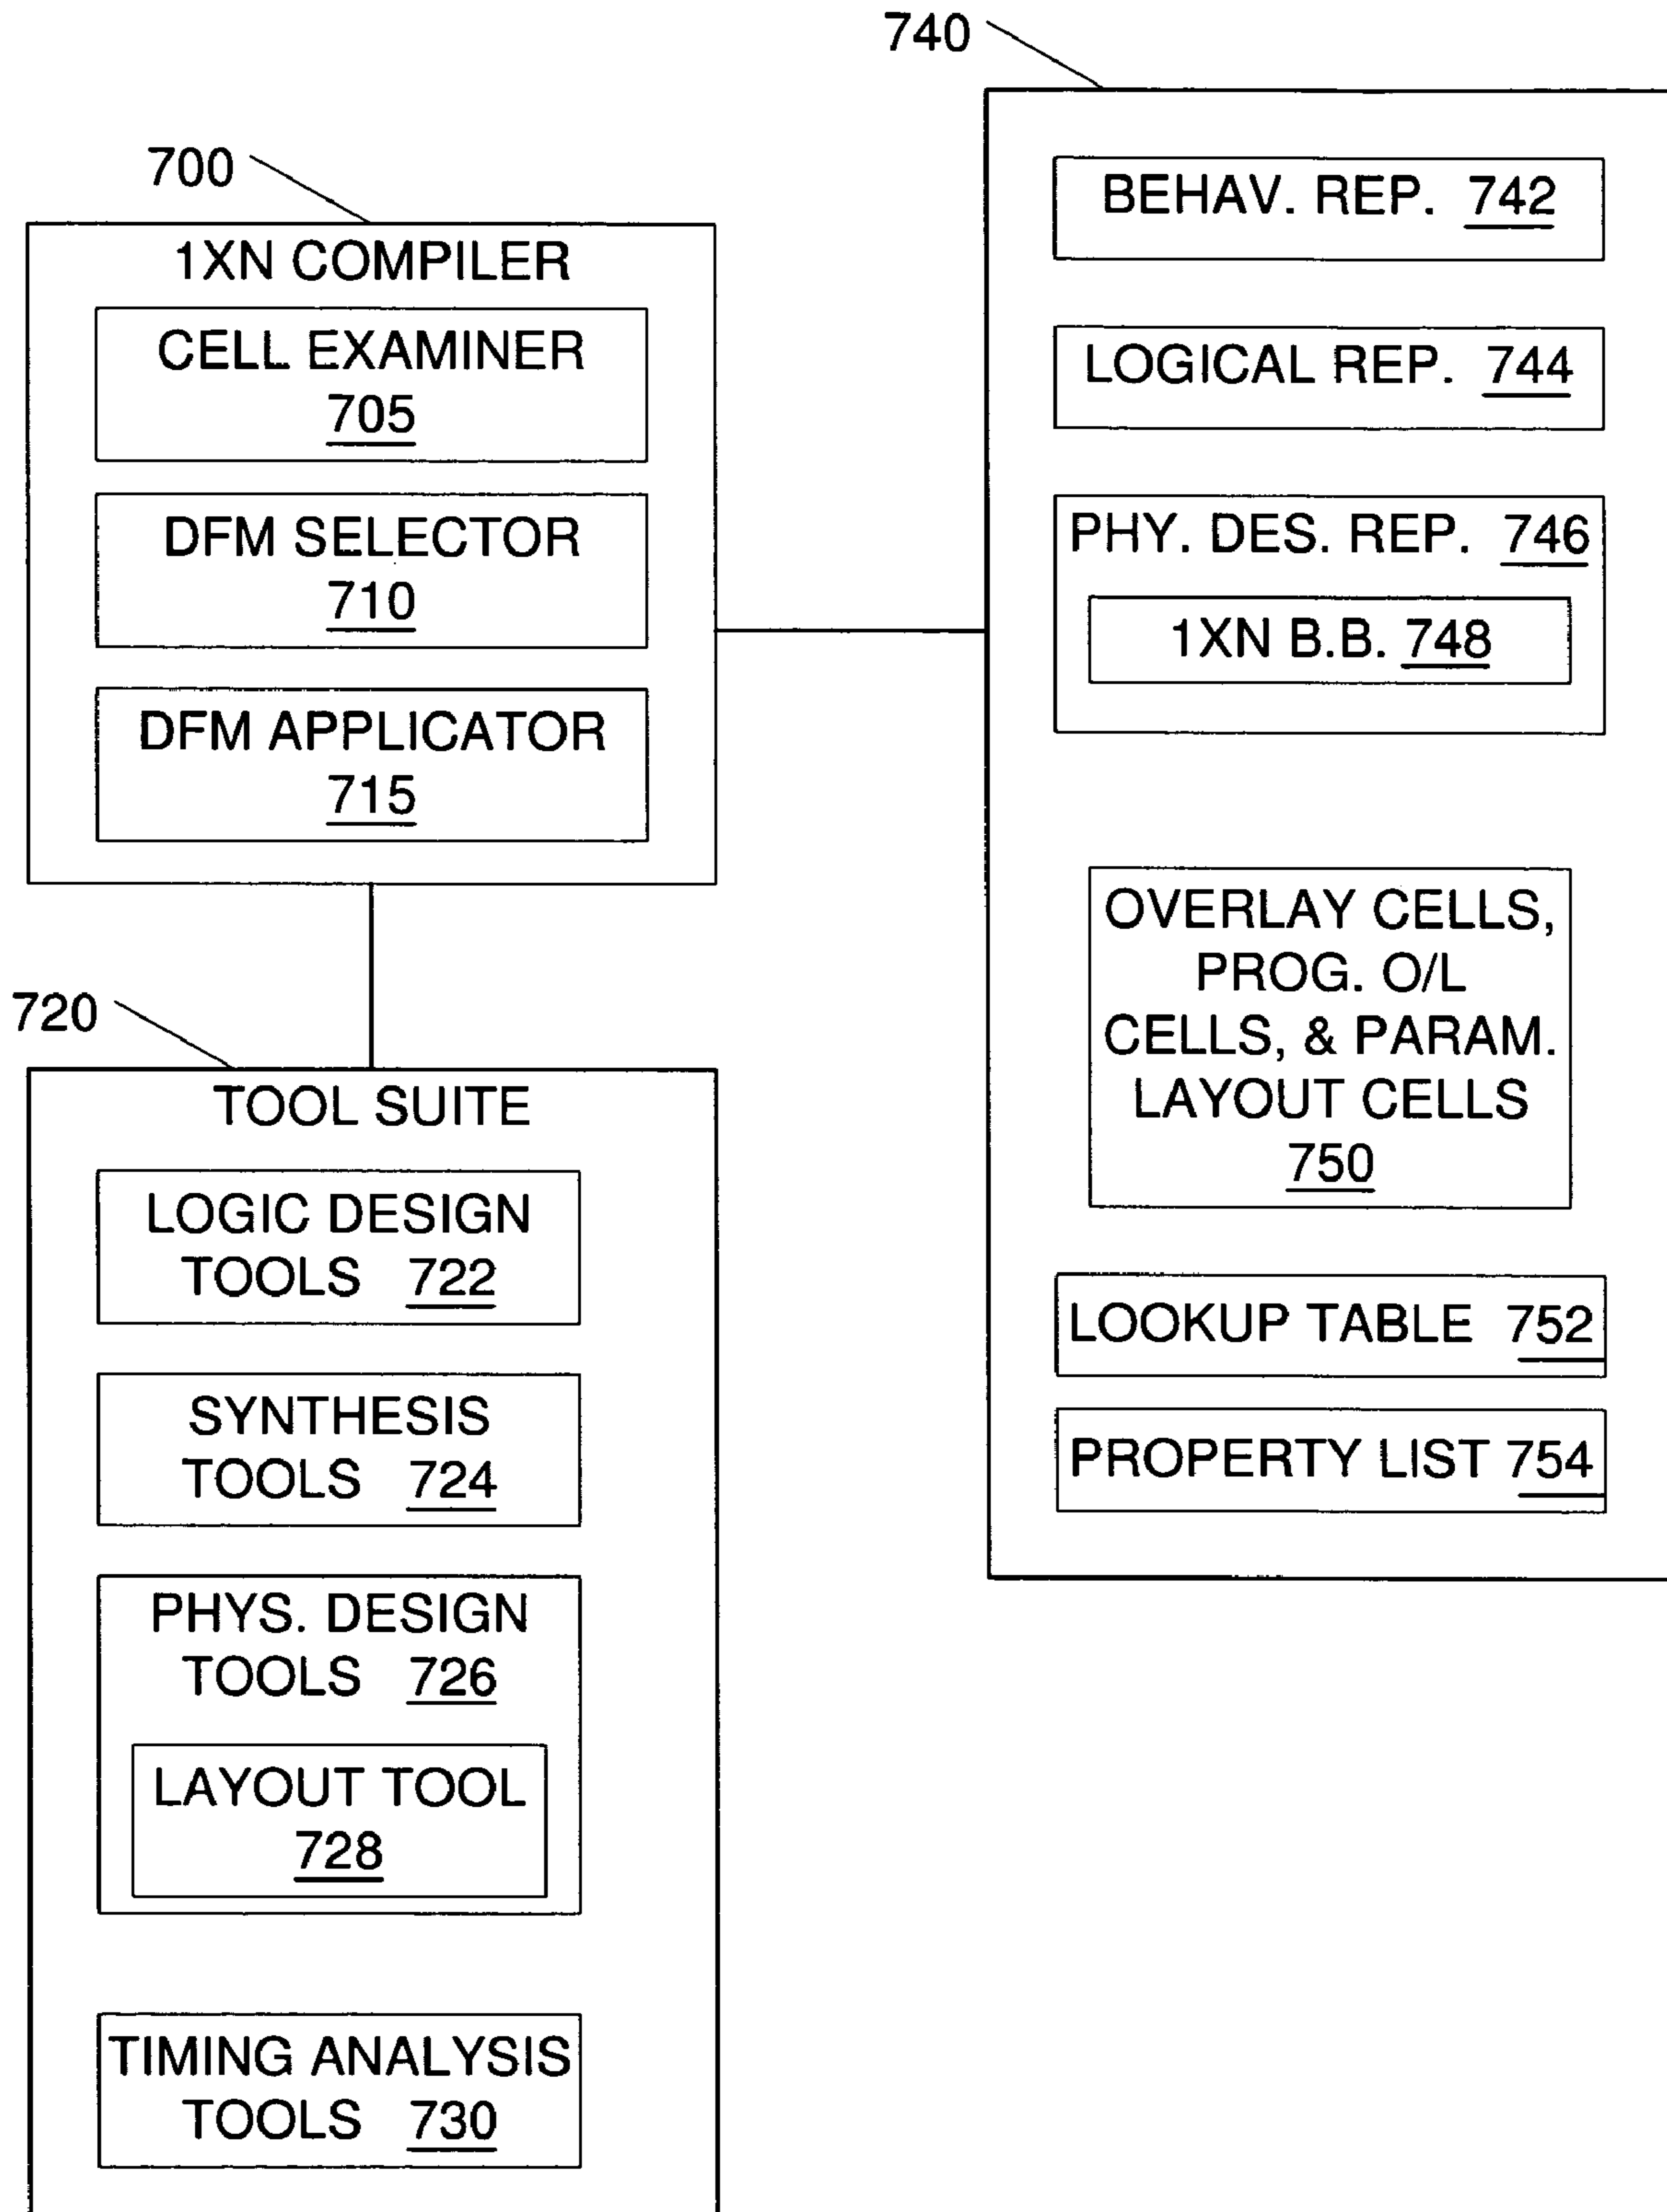 700
1XN COMPILER
CELL EXAMINER
705
DFM SELECTOR
710
DFM APPLICATOR
715
720
TOOL SUITE
LOGIC DESIGN
TOOLS 722
SYNTHESIS
TOOLS 724
PHYS. DESIGN
TOOLS 726
LAYOUT TOOL
728
TIMING ANALYSIS
TOOLS 730
740
BEHAV. REP. 742
LOGICAL REP. 744
PHY. DES. REP. 746
1XN B.B. 748
OVERLAY CELLS,
PROG. O/L
CELLS, & PARAM.
LAYOUT CELLS
750
LOOKUP TABLE 752
PROPERTY LIST 754